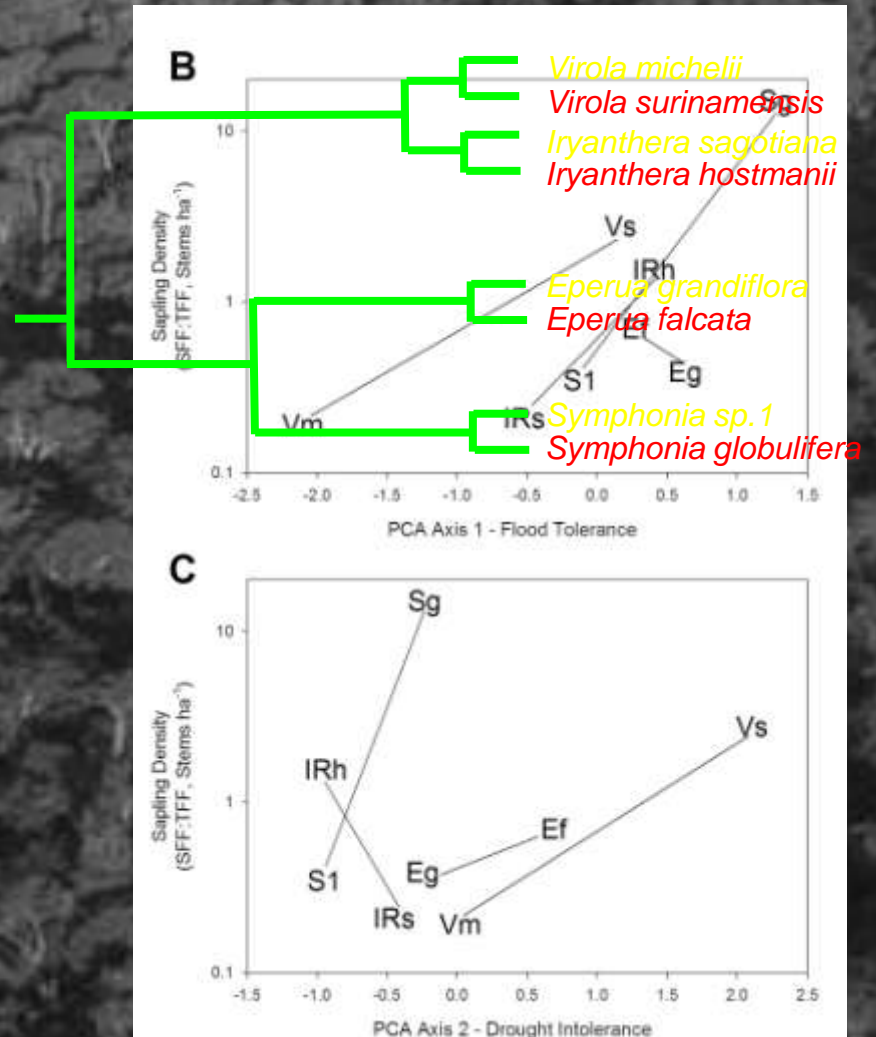 B
Virola michelii
Virola surinamensis
Sg
Iryanthera sagotiana
Iryanthera hostmanii
Vs
IRh
Eperua grandiflora
Eperua falcata
Ef
Eg
S1
Vm
IRs
Symphonia sp.1
Symphonia globulifera
10
1
0.1
Sapling Density
(SFF:TFF, Stems ha⁻¹)
-2.5 -2.0 -1.5 -1.0 -0.5 0.0 0.5 1.0 1.5
PCA Axis 1 - Flood Tolerance
C
Sg
Vs
IRh
Ef
Eg
S1
IRs
Vm
10
1
0.1
Sapling Density
(SFF:TFF, Stems ha⁻¹)
-1.5 -1.0 -0.5 0.0 0.5 1.0 1.5 2.0 2.5
PCA Axis 2 - Drought Intolerance